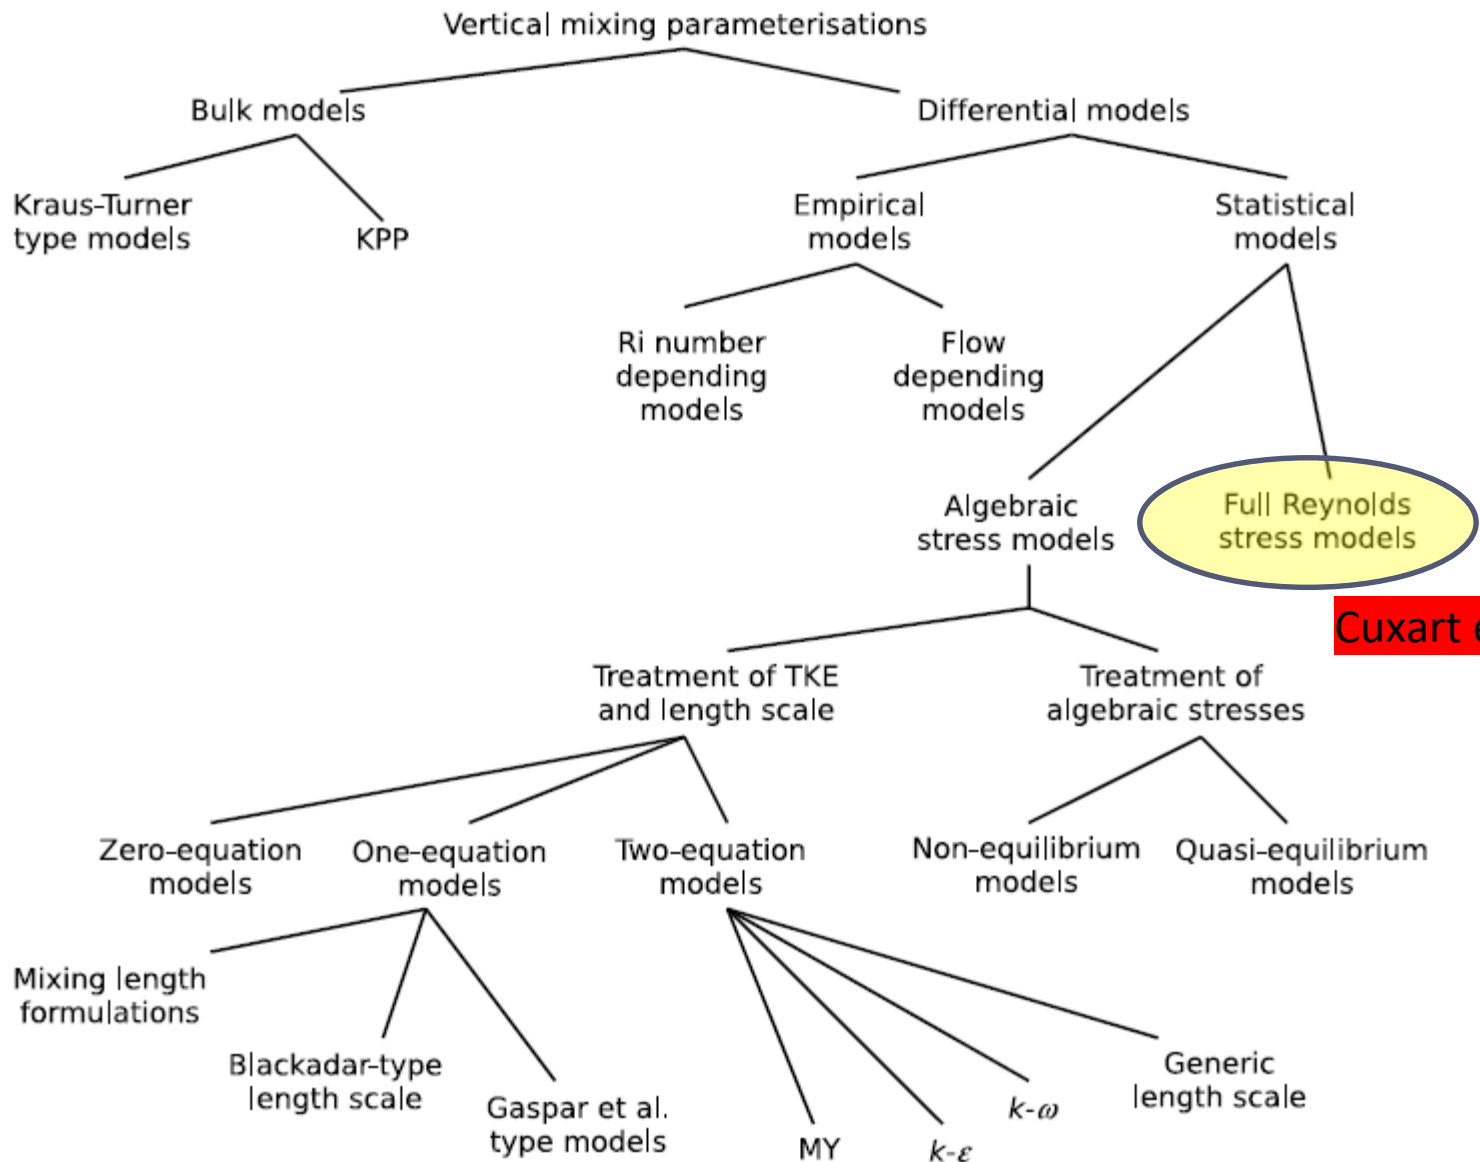 Vertical mixing parameterisations
Bulk models
Differential models
Kraus-Turner
type models
KPP
Empirical
models
Statistical
models
Ri number
depending
models
Flow
depending
models
Algebraic
stress models
Full Reynolds
stress models
Cuxart e
Treatment of TKE
and length scale
Treatment of
algebraic stresses
Zero-equation
models
One-equation
models
Two-equation
models
Non-equilibrium
models
Quasi-equilibrium
models
Mixing length
formulations
Blackadar-type
length scale
Gaspar et al.
type models
MY
k-ε
k-ω
Generic
length scale